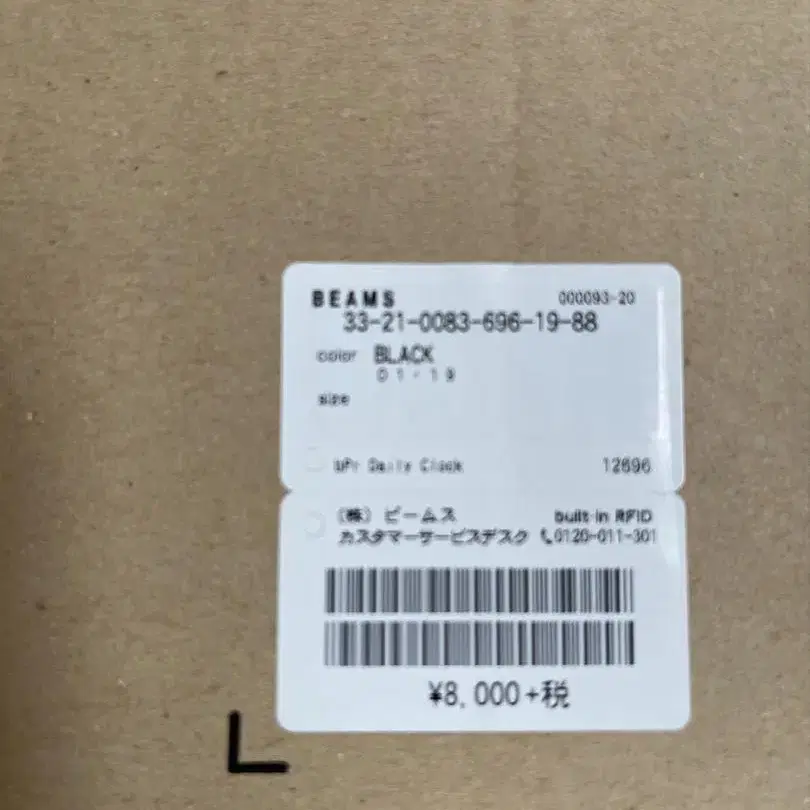 BEAMS 000093-20
33-21-0083-696-19-88
color BLACK
01-19
size
bPr Daily Clock 12696
(株)ビームス built-in RFID
カスタマーサービスデスク 0120-011-301
¥8,000+税
L